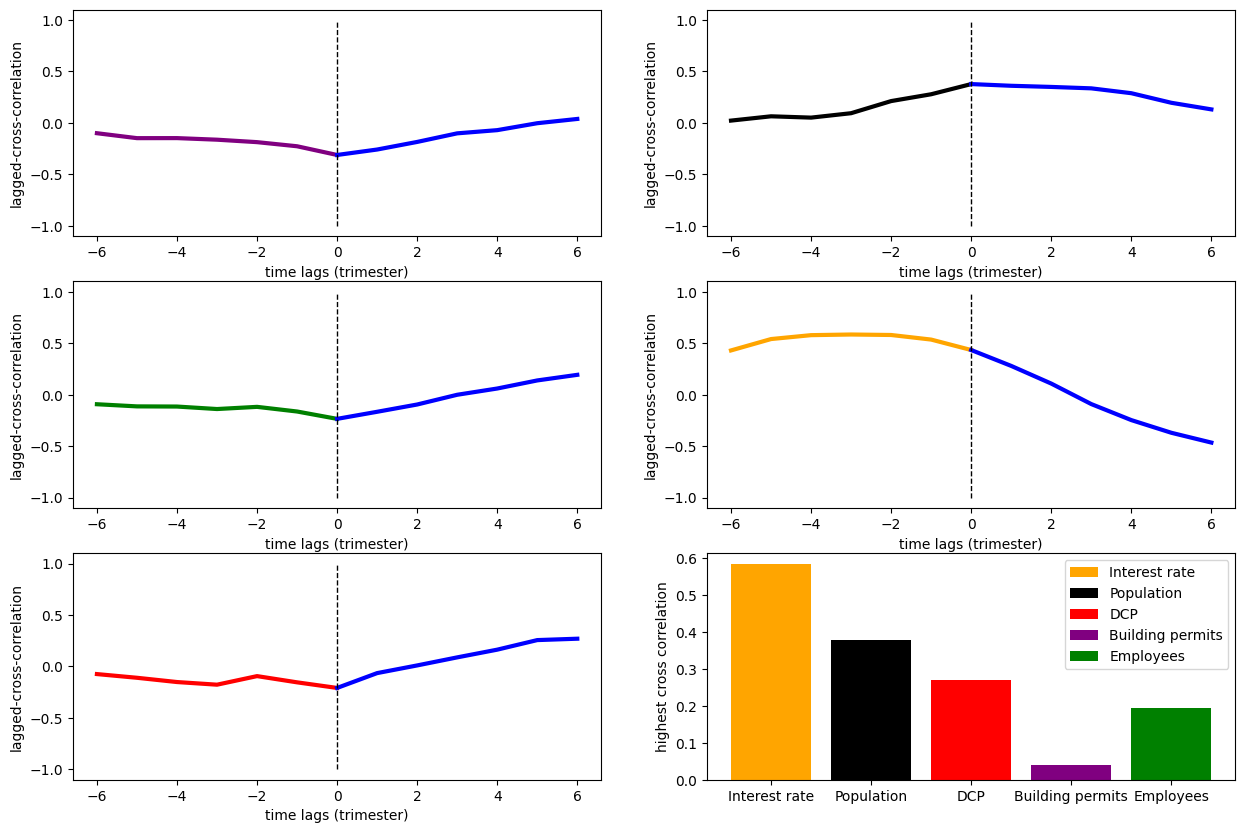 lagged-cross-correlation
1.0
0.5
0.0
−0.5
−1.0
−6 −4 −2 0 2 4 6
time lags (trimester)
lagged-cross-correlation
1.0
0.5
0.0
−0.5
−1.0
−6 −4 −2 0 2 4 6
time lags (trimester)
lagged-cross-correlation
1.0
0.5
0.0
−0.5
−1.0
−6 −4 −2 0 2 4 6
time lags (trimester)
lagged-cross-correlation
1.0
0.5
0.0
−0.5
−1.0
−6 −4 −2 0 2 4 6
time lags (trimester)
lagged-cross-correlation
1.0
0.5
0.0
−0.5
−1.0
−6 −4 −2 0 2 4 6
time lags (trimester)
highest cross correlation
0.6
0.5
0.4
0.3
0.2
0.1
0.0
Interest rate
Population
DCP
Building permits
Employees
Interest rate Population DCP Building permits Employees